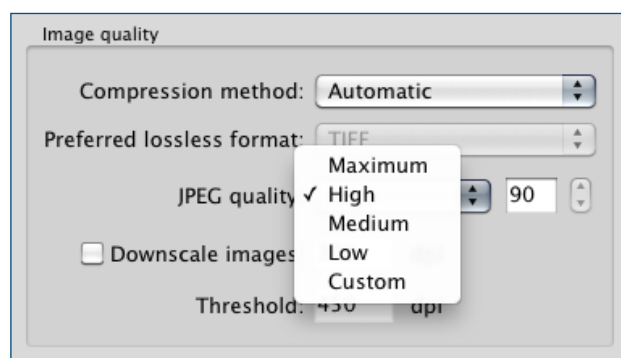 Image quality
Compression method: Automatic
Preferred lossless format: TIFF
Maximum
JPEG quality ✓ High 90
Medium
Downscale images Low
Custom
Threshold: 450 dpi